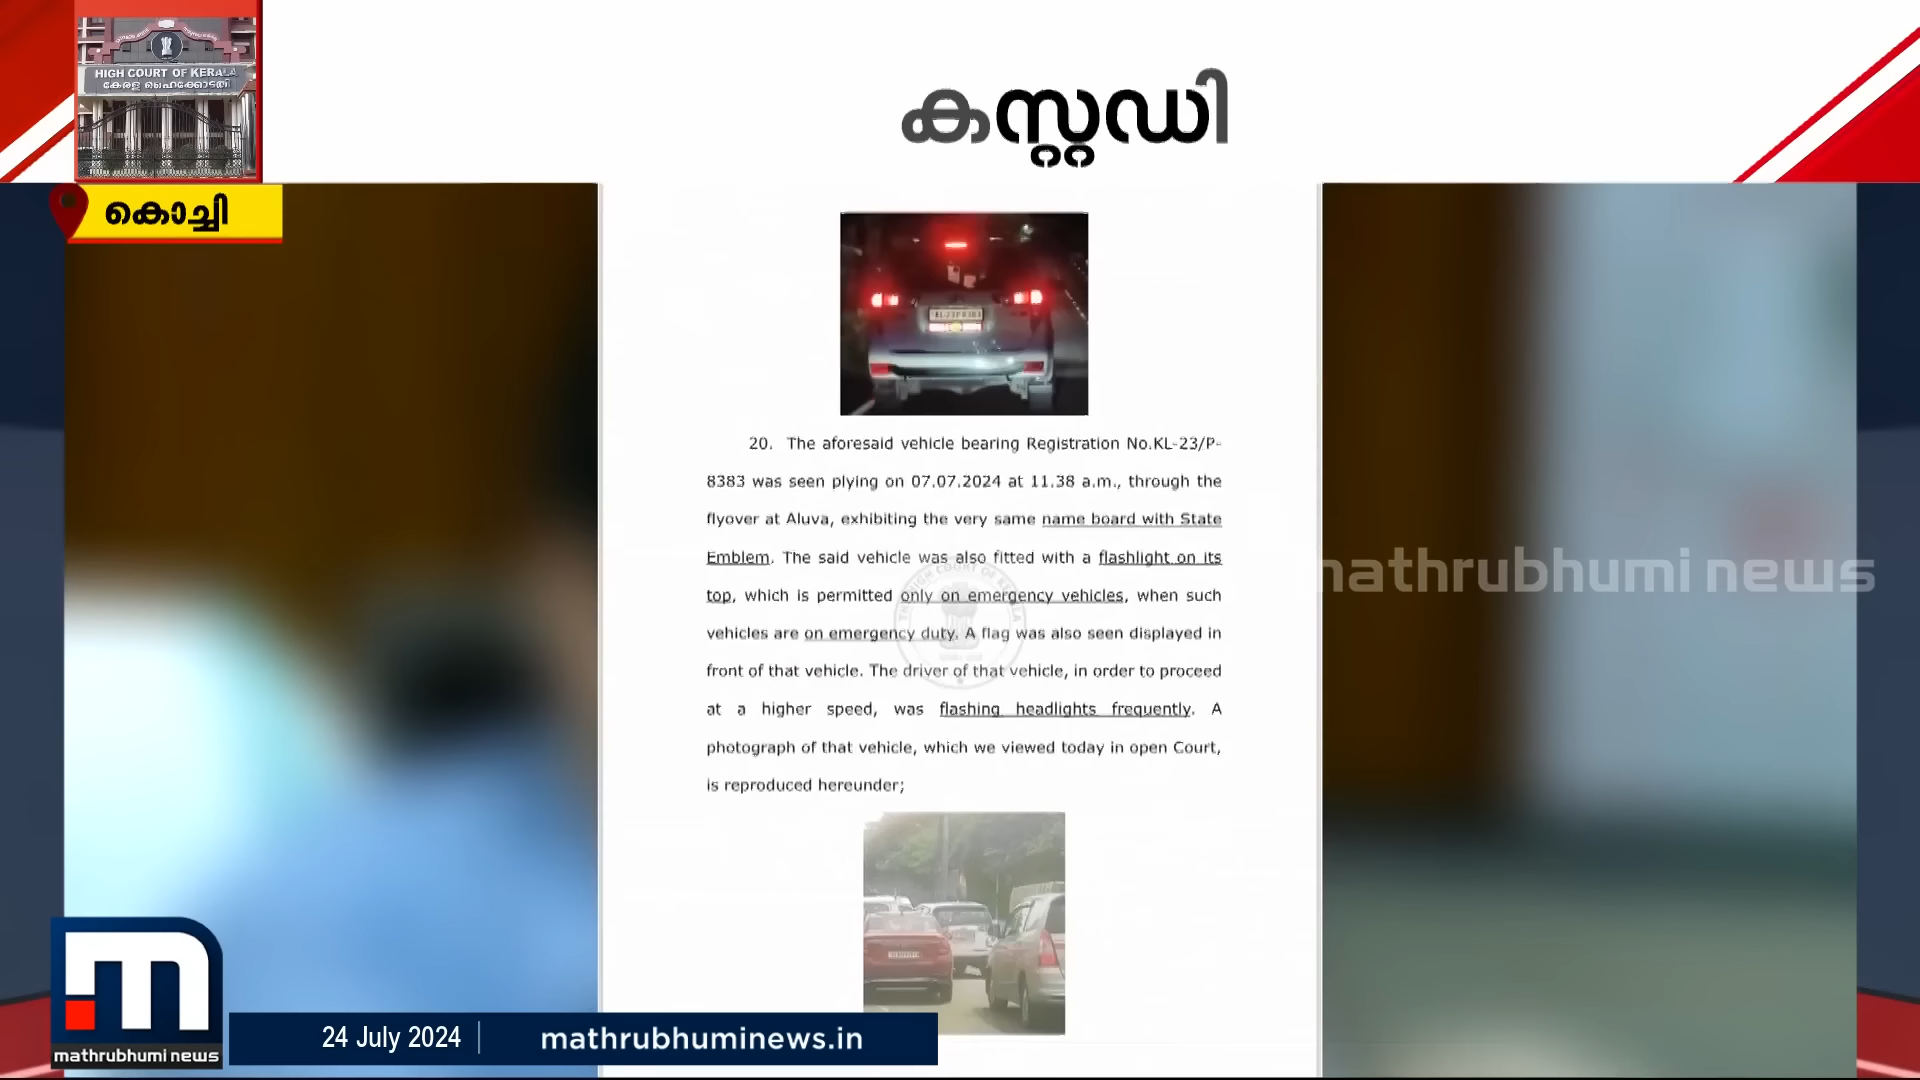 HIGH COURT OF KERALA
കേരള ഹൈക്കോടതി
കസ്റ്റഡി
കൊച്ചി
20. The aforesaid vehicle bearing Registration No.KL-23/P-
8383 was seen plying on 07.07.2024 at 11.38 a.m., through the
flyover at Aluva, exhibiting the very same name board with State
Emblem. The said vehicle was also fitted with a flashlight on its
top, which is permitted only on emergency vehicles, when such
vehicles are on emergency duty. A flag was also seen displayed in
front of that vehicle. The driver of that vehicle, in order to proceed
at a higher speed, was flashing headlights frequently. A
photograph of that vehicle, which we viewed today in open Court,
is reproduced hereunder;
THE HIGH COURT OF KERALA
mathrubhumi news
mathrubhumi news
24 July 2024
mathrubhuminews.in